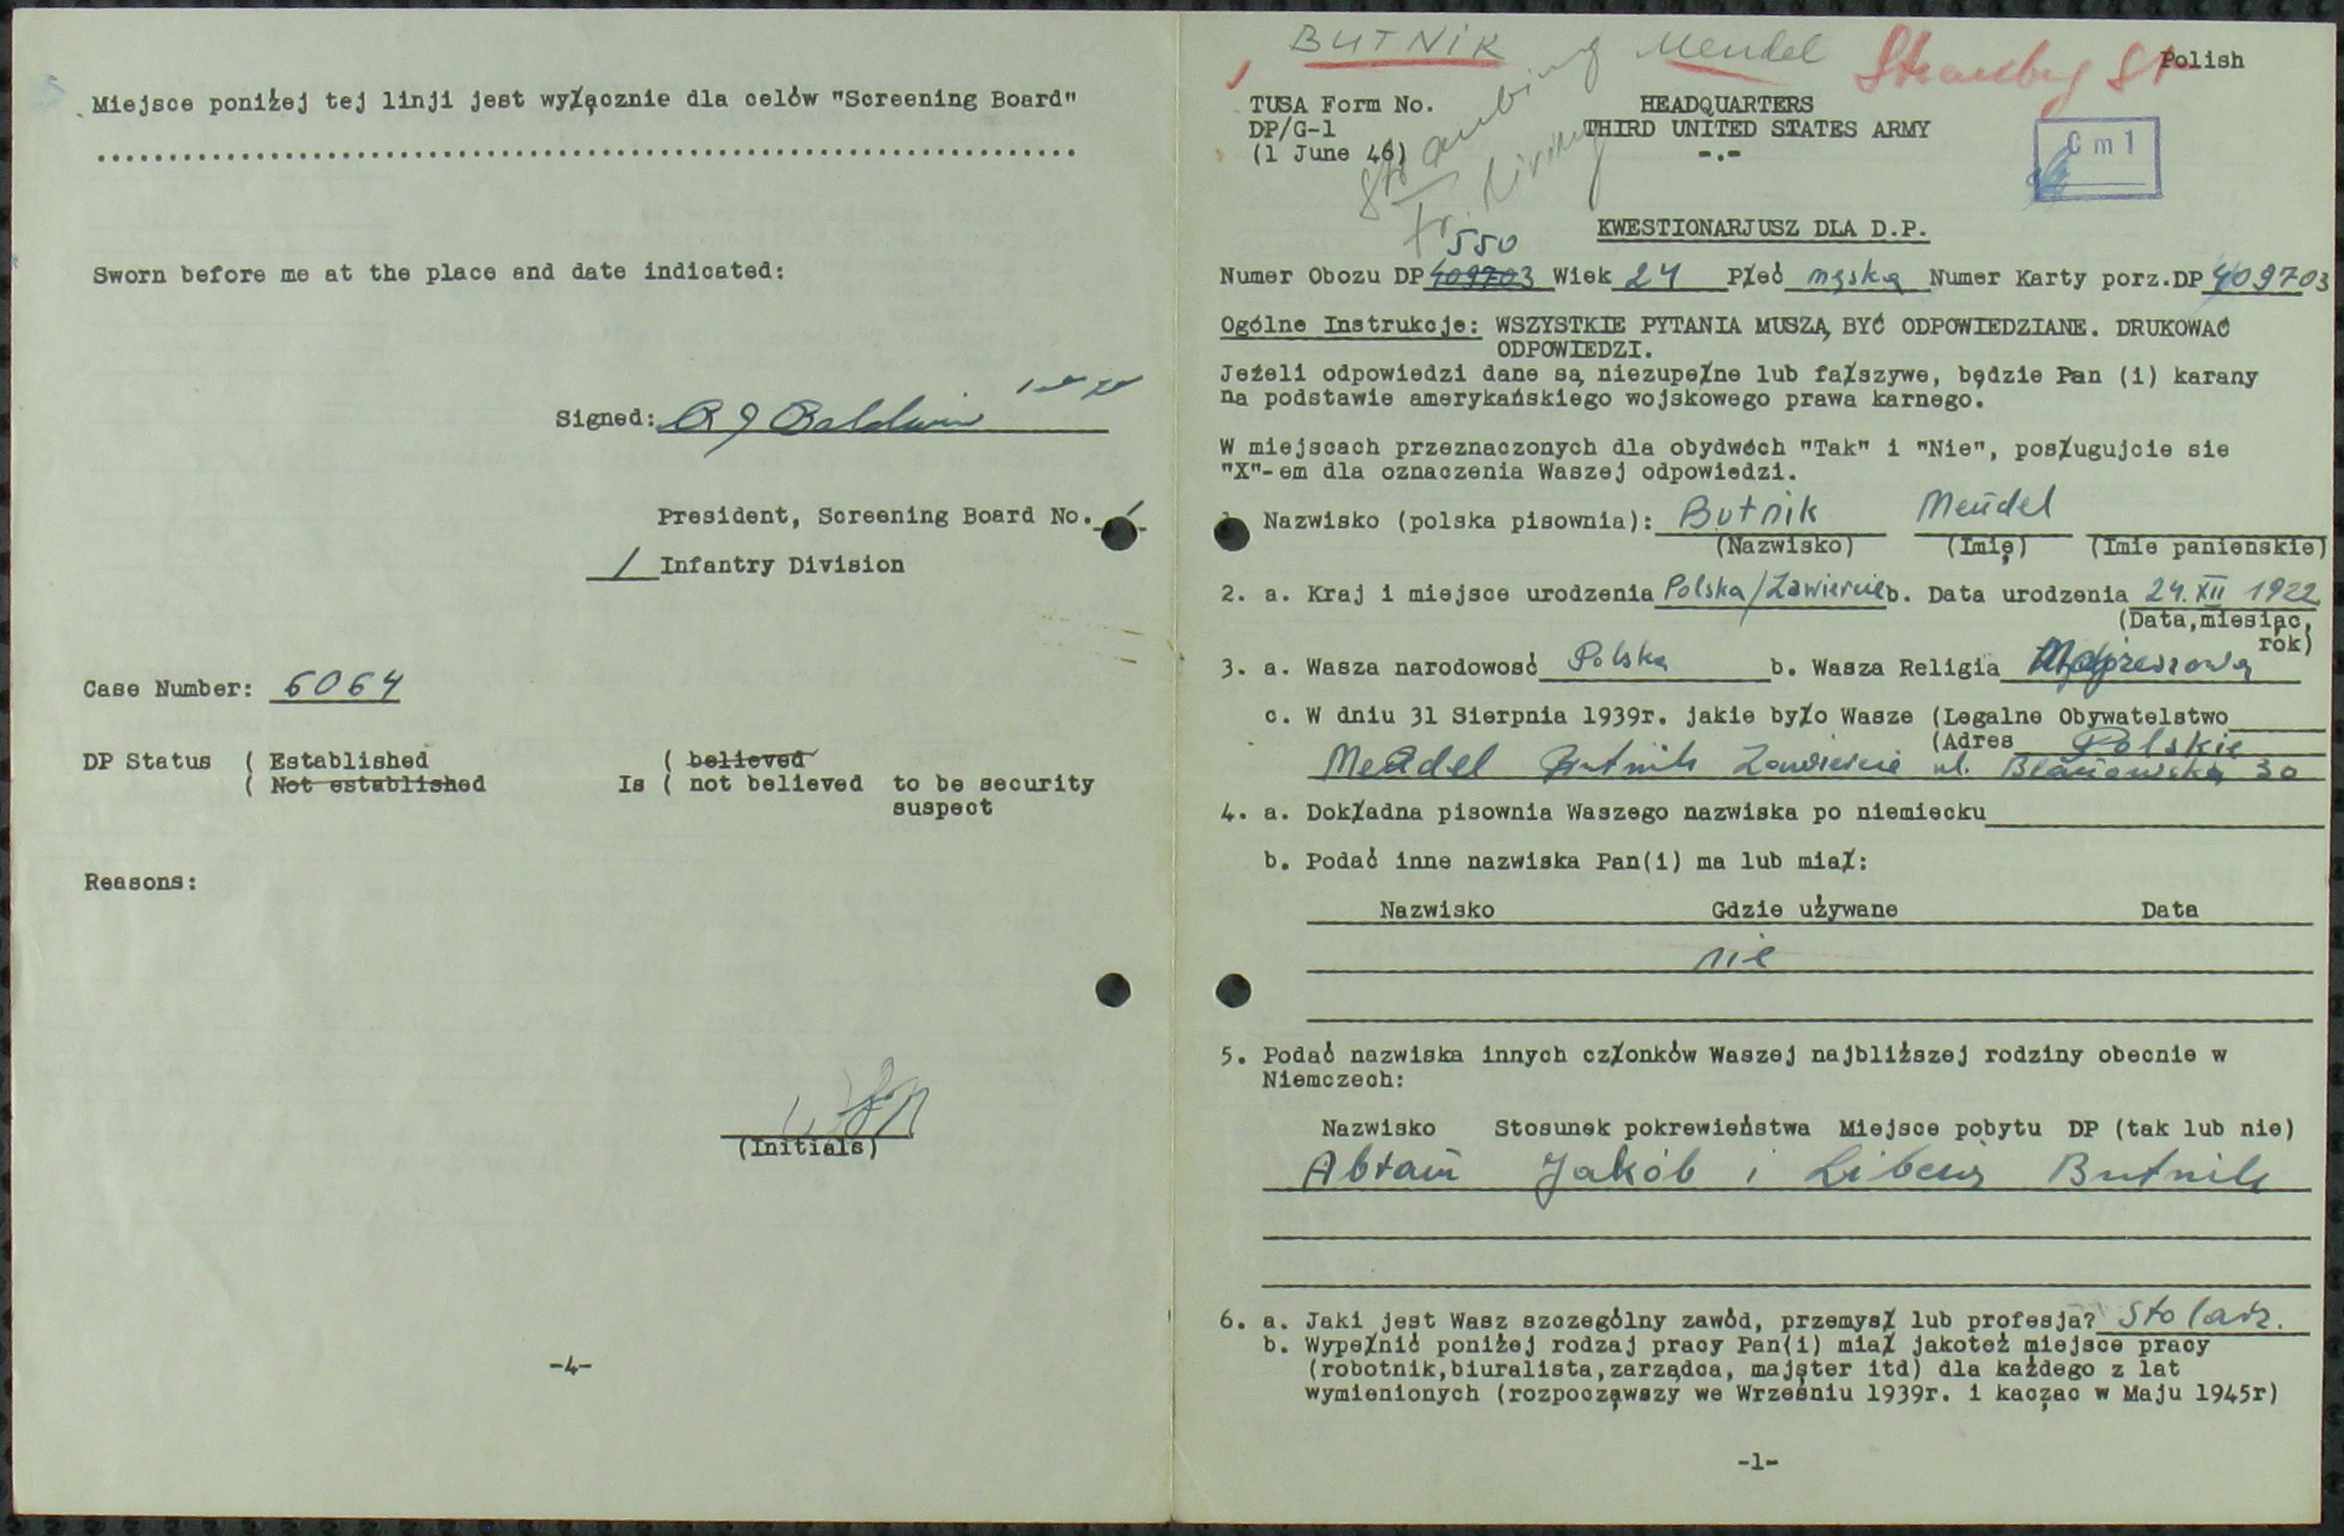 Miejsce poniżej tej linji jest wyłącznie dla celów "Screening Board"
Sworn before me at the place and date indicated:
Signed: R J Baldwin
President, Screening Board No. 1
1 Infantry Division
Case Number: 6064
DP Status ( Established ( believed
( Not established Is ( not believed to be security
suspect
Reasons:
(Initials)
-4-
BUTNIK Mendel
Straubing
Polish
TUSA Form No. HEADQUARTERS
DP/G-1 THIRD UNITED STATES ARMY
(1 June 46) -.-
Cm1
KWESTIONARJUSZ DLA D.P.
550
Numer Obozu DP 409703 Wiek 24 Płeć męska Numer Karty porz.DP 409703
Ogólne Instrukcje: WSZYSTKIE PYTANIA MUSZĄ BYĆ ODPOWIEDZIANE. DRUKOWAĆ
ODPOWIEDZI.
Jeżeli odpowiedzi dane są niezupełne lub fałszywe, będzie Pan (i) karany
na podstawie amerykańskiego wojskowego prawa karnego.
W miejscach przeznaczonych dla obydwóch "Tak" i "Nie", posługujcie sie
"X"-em dla oznaczenia Waszej odpowiedzi.
Nazwisko (polska pisownia): Butnik Mendel
(Nazwisko) (Imię) (Imie panienskie)
2. a. Kraj i miejsce urodzenia Polska/Zawiercie b. Data urodzenia 24. XII 1922
(Data,miesiąc,
rok)
3. a. Wasza narodowosć Polska b. Wasza Religia Mojżeszowa
c. W dniu 31 Sierpnia 1939r. jakie było Wasze (Legalne Obywatelstwo
(Adres Polskie
Mendel Butnik Zawiercie ul. Blanowska 30
4. a. Dokładna pisownia Waszego nazwiska po niemiecku
b. Podać inne nazwiska Pan(i) ma lub miał:
Nazwisko Gdzie używane Data
nie
5. Podać nazwiska innych członków Waszej najbliższej rodziny obecnie w
Niemczech:
Nazwisko Stosunek pokrewieństwa Miejsce pobytu DP (tak lub nie)
Abram Jakób i Butnik
6. a. Jaki jest Wasz szczególny zawód, przemysł lub profesja? Stolarz.
b. Wypełnić poniżej rodzaj pracy Pan(i) miał jakoteż miejsce pracy
(robotnik,biuralista,zarządca, majster itd) dla każdego z lat
wymienionych (rozpocząwszy we Wrześniu 1939r. i kacząc w Maju 1945r)
-1-